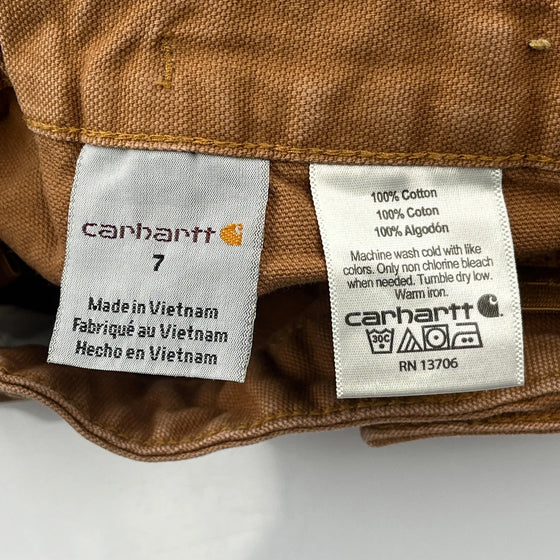 carhartt
7
Made in Vietnam
Fabriqué au Vietnam
Hecho en Vietnam
100% Cotton
100% Coton
100% Algodón
Machine wash cold with like
colors. Only non chlorine bleach
when needed. Tumble dry low.
Warm iron.
carhartt
30C
RN 13706